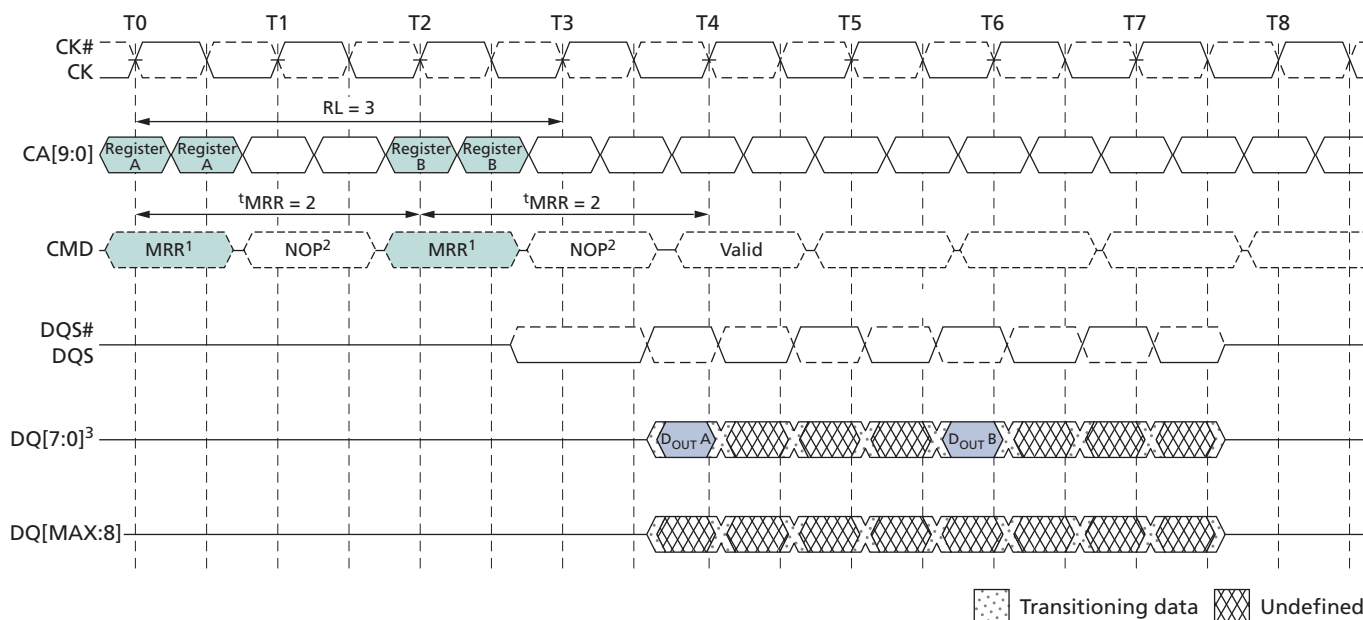 T0 T1 T2 T3 T4 T5 T6 T7 T8
CK#
CK
RL = 3
CA[9:0]
Register A
Register A
Register B
Register B
tMRR = 2
tMRR = 2
CMD
MRR1
NOP2
MRR1
NOP2
Valid
DQS#
DQS
DQ[7:0]3
DOUT A
DOUT B
DQ[MAX:8]
Transitioning data
Undefined